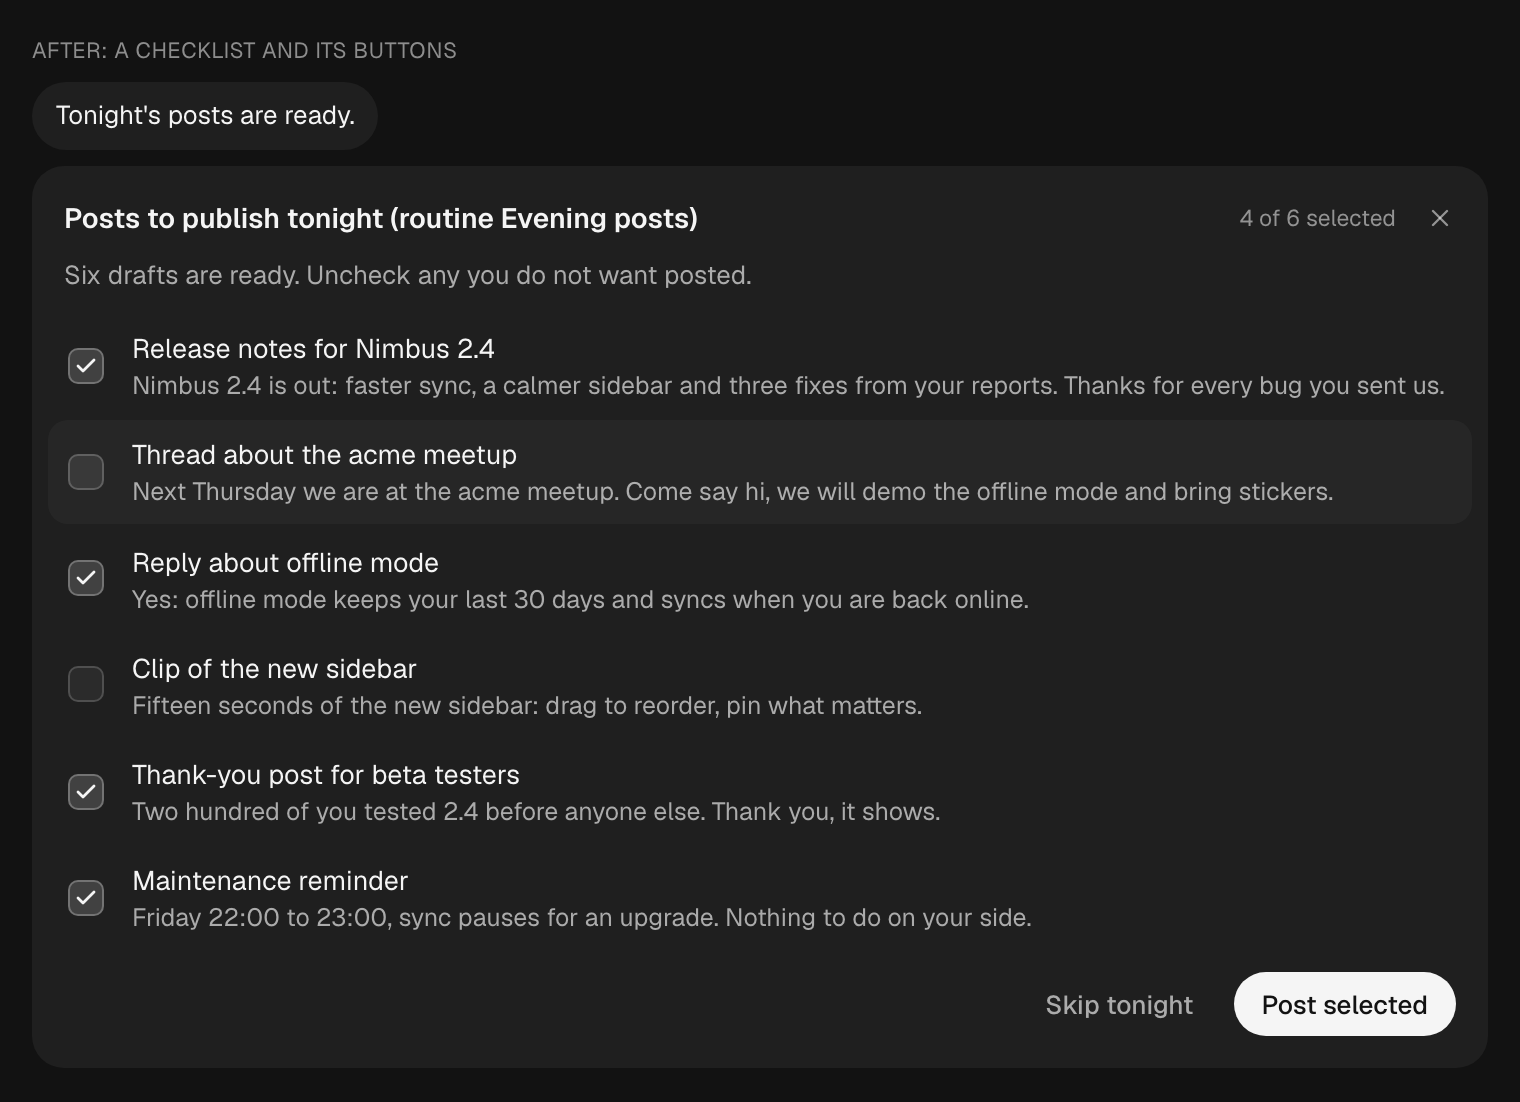 AFTER: A CHECKLIST AND ITS BUTTONS
Tonight's posts are ready.
Posts to publish tonight (routine Evening posts)
4 of 6 selected
Six drafts are ready. Uncheck any you do not want posted.
Release notes for Nimbus 2.4
Nimbus 2.4 is out: faster sync, a calmer sidebar and three fixes from your reports. Thanks for every bug you sent us.
Thread about the acme meetup
Next Thursday we are at the acme meetup. Come say hi, we will demo the offline mode and bring stickers.
Reply about offline mode
Yes: offline mode keeps your last 30 days and syncs when you are back online.
Clip of the new sidebar
Fifteen seconds of the new sidebar: drag to reorder, pin what matters.
Thank-you post for beta testers
Two hundred of you tested 2.4 before anyone else. Thank you, it shows.
Maintenance reminder
Friday 22:00 to 23:00, sync pauses for an upgrade. Nothing to do on your side.
Skip tonight
Post selected